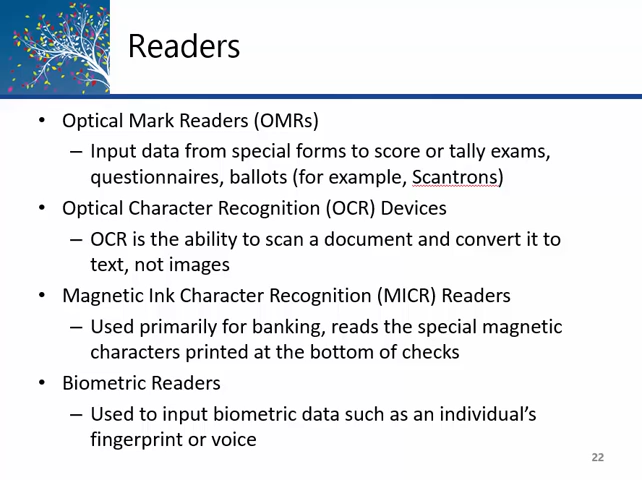 Readers
• Optical Mark Readers (OMRs)
– Input data from special forms to score or tally exams,
questionnaires, ballots (for example, Scantrons)
• Optical Character Recognition (OCR) Devices
– OCR is the ability to scan a document and convert it to
text, not images
• Magnetic Ink Character Recognition (MICR) Readers
– Used primarily for banking, reads the special magnetic
characters printed at the bottom of checks
• Biometric Readers
– Used to input biometric data such as an individual’s
fingerprint or voice
22